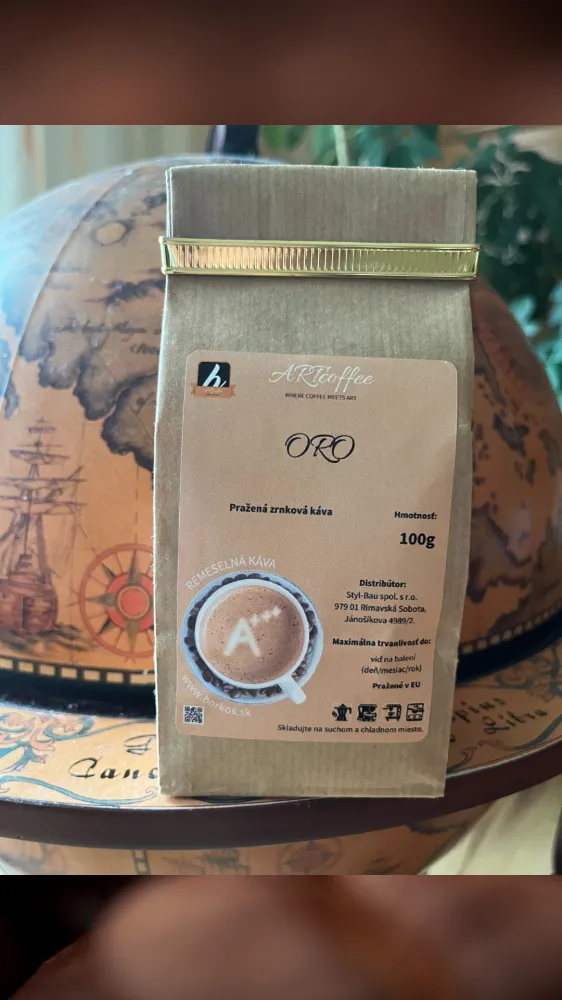 ARTcoffee
WHERE COFFEE MEETS ART
ORO
Pražená zrnková káva
Hmotnosť:
100g
REMESELNÁ KÁVA
A+++
www.borkos.sk
Distribútor:
Styl-Bau spol. s r.o.
979 01 Rimavská Sobota,
Jánošíkova 4989/2.
Maximálna trvanlivosť do:
viď na balení
(deň/mesiac/rok)
Pražené v EU
Skladujte na suchom a chladnom mieste.